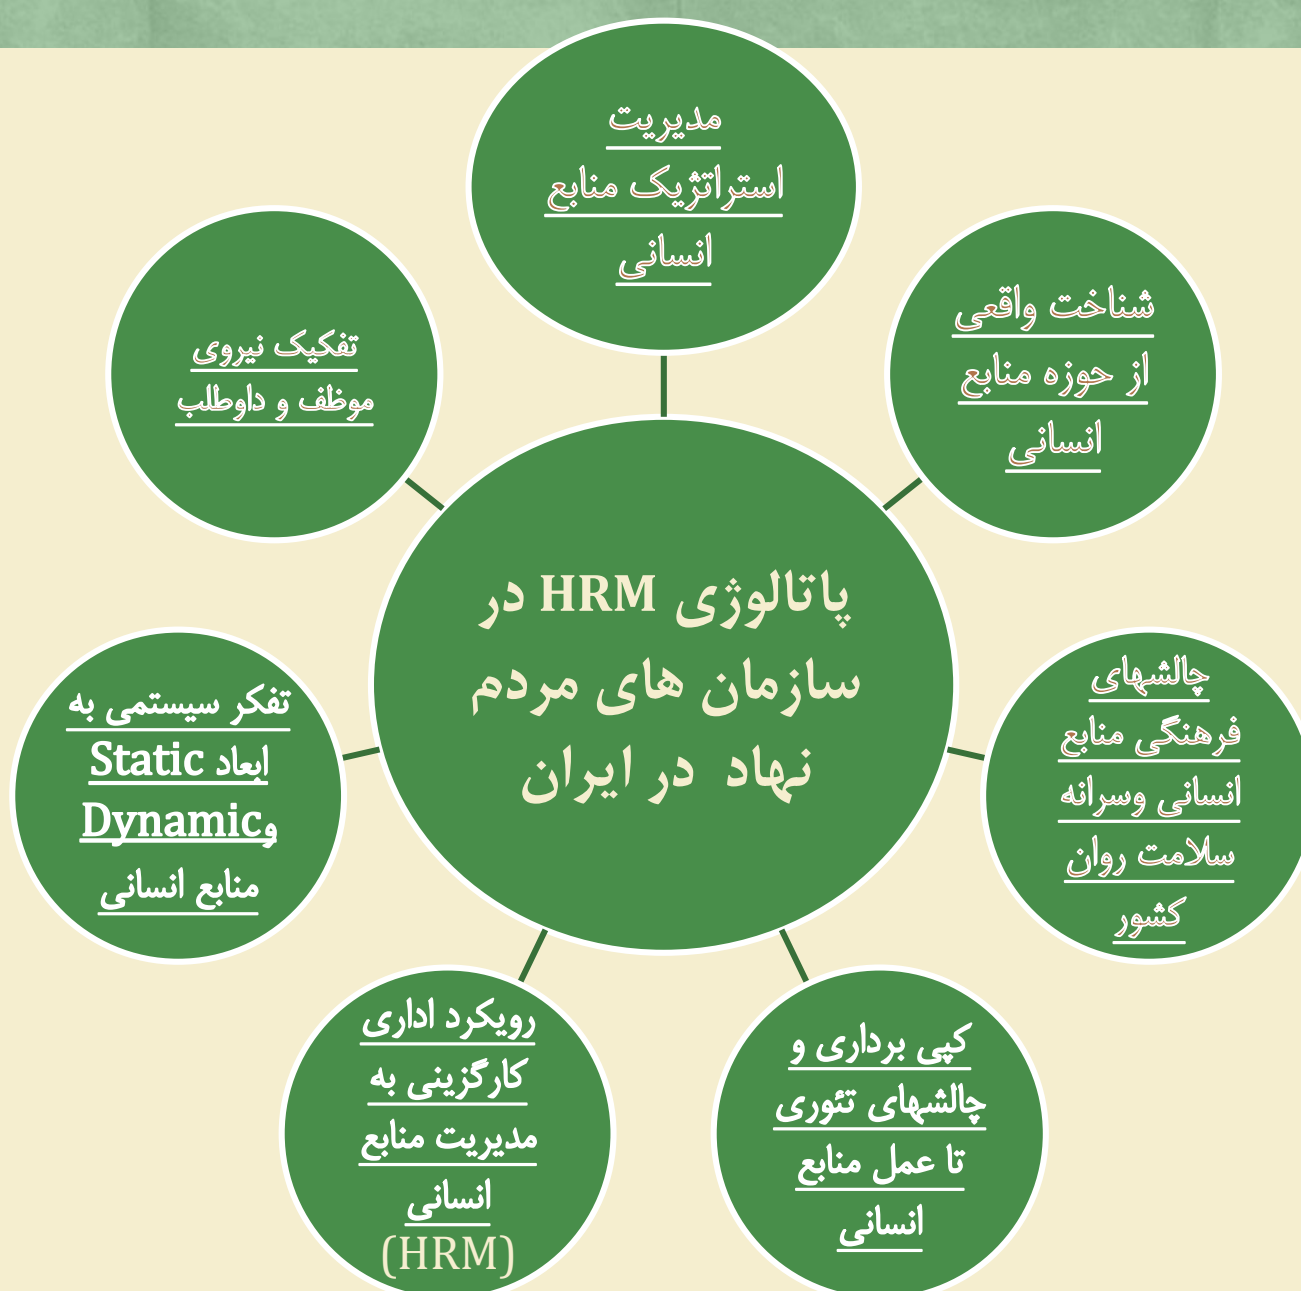 مدیریت
استراتژیک منابع
انسانی
شناخت واقعی
از حوزه منابع
انسانی
چالشهای
فرهنگی منابع
انسانی وسرانه
سلامت روان
کشور
کپی برداری و
چالشهای تئوری
تا عمل منابع
انسانی
رویکرد اداری
کارگزینی به
مدیریت منابع
انسانی
(HRM)
تفکر سیستمی به
ابعاد Static
وDynamic
منابع انسانی
تفکیک نیروی
موظف و داوطلب
پاتالوژی HRM در
سازمان های مردم
نهاد در ایران